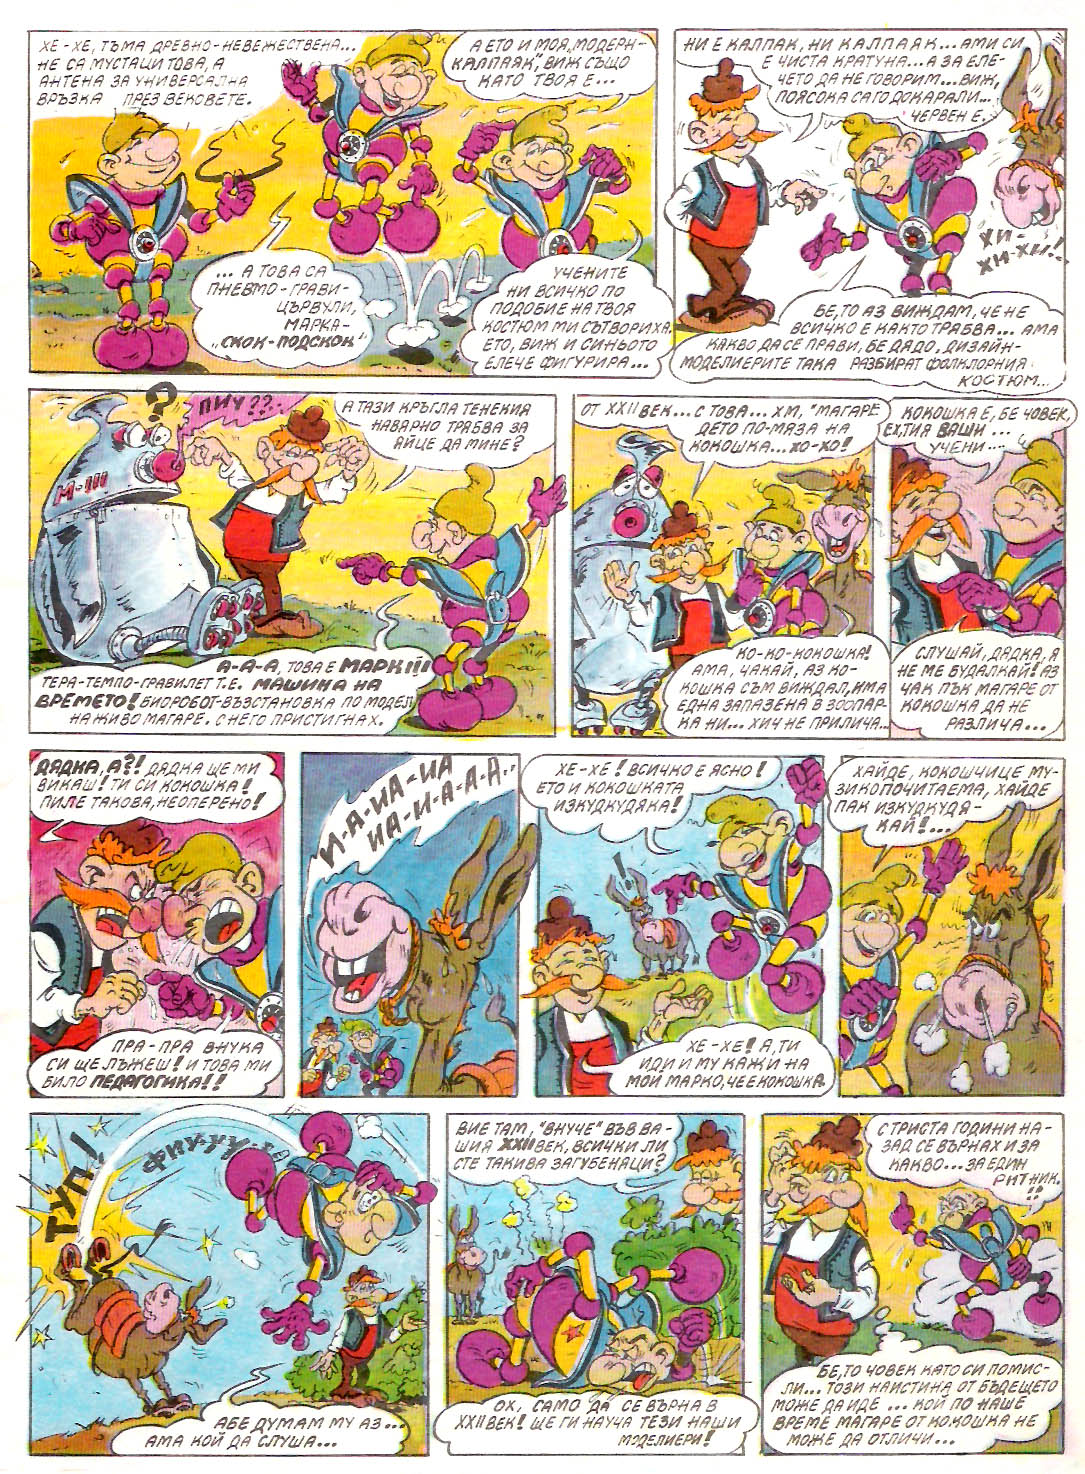 ХЕ-ХЕ, ТЪМА ДРЕВНО-НЕВЕЖЕСТВЕНА...
НЕ СА МУСТАЦИ ТОВА, А
АНТЕНА ЗА УНИВЕРСАЛНА
ВРЪЗКА ПРЕЗ ВЕКОВЕТЕ.
... А ТОВА СА
ПНЕВМО-ГРАВИ-
ЦЪРВУЛИ,
МАРКА-
„СКОК-ПОДСКОК"
А ЕТО И МОЯ „МОДЕРН-
КАЛПАЯК", ВИЖ СЪЩО
КАТО ТВОЯ Е...
УЧЕНИТЕ
НИ ВСИЧКО ПО
ПОДОБИЕ НА ТВОЯ
КОСТЮМ МИ СЪТВОРИХА.
ЕТО, ВИЖ И СИНЬОТО
ЕЛЕЧЕ ФИГУРИРА...
НИ Е КАЛПАК, НИ КАЛПАЯК... АМИ СИ
Е ЧИСТА КРАТУНА... А ЗА ЕЛЕ-
ЧЕТО ДА НЕ ГОВОРИМ... ВИЖ,
ПОЯСОКА СА ГО ДОКАРАЛИ...
ЧЕРВЕН Е.
ХИ-
ХИ-ХИ!..
БЕ, ТО АЗ ВИЖДАМ, ЧЕ НЕ
ВСИЧКО Е КАКТО ТРЯБВА... АМА
КАКВО ДА СЕ ПРАВИ, БЕ ДЯДО, ДИЗАЙН-
МОДЕЛИЕРИТЕ ТАКА РАЗБИРАТ ФОЛКЛОРНИЯ
КОСТЮМ...
?
ПИУ??..
М-III
А ТАЗИ КРЪГЛА ТЕНЕКИЯ
НАВЯРНО ТРЯБВА ЗА
ЯЙЦЕ ДА МИНЕ?
А-А-А, ТОВА Е МАРК III
ТЕРА-ТЕМПО-ГРАВИЛЕТ Т.Е. МАШИНА НА
ВРЕМЕТО! БИОРОБОТ-ВЪЗСТАНОВКА ПО МОДЕЛ
НА ЖИВО МАГАРЕ. С НЕГО ПРИСТИГНАХ.
ОТ XXII ВЕК... С ТОВА... ХМ, "МАГАРЕ"
ДЕТО ПО-МЯЗА НА
КОКОШКА... ХО-ХО!
КО-КО-КОКОШКА!
АМА, ЧАКАЙ, АЗ КО-
КОШКА СЪМ ВИЖДАЛ, ИМА
ЕДНА ЗАПАЗЕНА В ЗООПАР-
КА НИ... ХИЧ НЕ ПРИЛИЧА...
КОКОШКА Е, БЕ ЧОВЕК,
ЕХ, ТИЯ ВАШИ ...
УЧЕНИ...
СЛУШАЙ, ДЯДКА, Я
НЕ МЕ БУДАЛКАЙ! АЗ
ЧАК ПЪК МАГАРЕ ОТ
КОКОШКА ДА НЕ
РАЗЛИЧА...
ДЯДКА, А?! ДЯДКА ЩЕ МИ
ВИКАШ! ТИ СИ КОКОШКА!
ПИЛЕ ТАКОВА, НЕОПЕРЕНО!
ПРА-ПРА ВНУКА
СИ ЩЕ ЛЪЖЕШ! И ТОВА МИ
БИЛО ПЕДАГОГИКА!!
И-А-ИА-ИА
ИА-И-А-А-А..
ХЕ-ХЕ! ВСИЧКО Е ЯСНО!
ЕТО И КОКОШКАТА
ИЗКУДКУДЯКА!
ХЕ-ХЕ! А, ТИ
ИДИ И МУ КАЖИ НА
МОЙ МАРКО, ЧЕ Е КОКОШКА.
ХАЙДЕ, КОКОШЧИЦЕ МУ-
ЗИКОПОЧИТАЕМА, ХАЙДЕ
ПАК ИЗКУДКУДЯ-
КАЙ!...
ТУП!
ФИУ-УУ-У-У
АБЕ ДУМАМ МУ АЗ...
АМА КОЙ ДА СЛУША...
ВИЕ ТАМ, "ВНУЧЕ" ВЪВ ВА-
ШИЯ XXII ВЕК, ВСИЧКИ ЛИ
СТЕ ТАКИВА ЗАГУБЕНЯЦИ?
ОХ, САМО ДА СЕ ВЪРНА В
XXII ВЕК! ЩЕ ГИ НАУЧА ТЕЗИ НАШИ
МОДЕЛИЕРИ!
С ТРИСТА ГОДИНИ НА-
ЗАД СЕ ВЪРНАХ И ЗА
КАКВО... ЗА ЕДИН
РИТНИК.
!?
БЕ, ТО ЧОВЕК КАТО СИ ПОМИС-
ЛИ... ТОЗИ НАИСТИНА ОТ БЪДЕЩЕТО
МОЖЕ ДА ИДЕ ... КОЙ ПО НАШЕ
ВРЕМЕ МАГАРЕ ОТ КОКОШКА НЕ
МОЖЕ ДА ОТЛИЧИ...